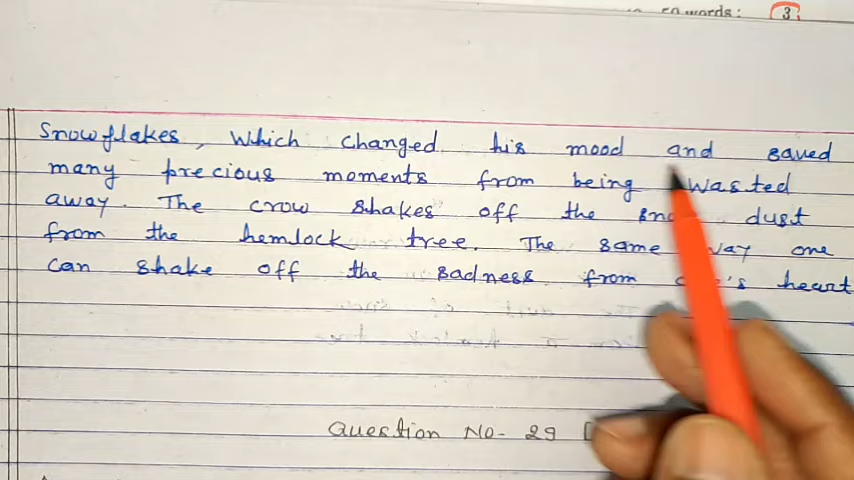 words:
3
Snowflakes, which changed his mood and saved
many precious moments from being wasted
away. The crow shakes off the dust
from the hemlock tree. The same way one
can shake off the sadness from heart
Question No- 29